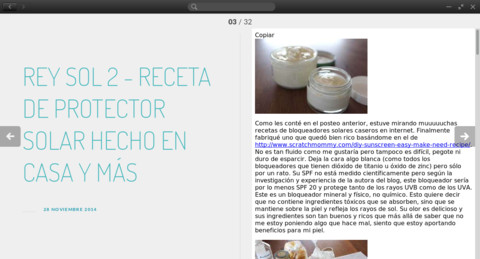 03 / 32
REY SOL 2 – RECETA
DE PROTECTOR
SOLAR HECHO EN
CASA Y MÁS
28 NOVIEMBRE 2014
Copiar
Como les conté en el posteo anterior, estuve mirando muuuuuchas
recetas de bloqueadores solares caseros en internet. Finalmente
fabriqué uno que quedó bien rico basándome en el de
http://www.scratchmommy.com/diy-sunscreen-easy-make-need-recipe/.
No es tan fluido como me gustaría pero tampoco es difícil, pegote ni
duro de esparcir. Deja la cara algo blanca (como todos los
bloqueadores que tienen dióxido de titanio u óxido de zinc) pero sólo
por un rato. Su SPF no está medido científicamente pero según la
investigación y experiencia de la autora del blog, este bloqueador sería
por lo menos SPF 20 y protege tanto de los rayos UVB como de los UVA.
Este es un bloqueador mineral y físico, no químico. Esto quiere decir
que no contiene ingredientes tóxicos que se absorben, sino que se
mantiene sobre la piel y refleja los rayos de sol. Su olor es delicioso y
sus ingredientes son tan buenos y ricos que más allá de saber que no
me estoy poniendo algo que hace mal, siento que estoy aportando
beneficios para mi piel.